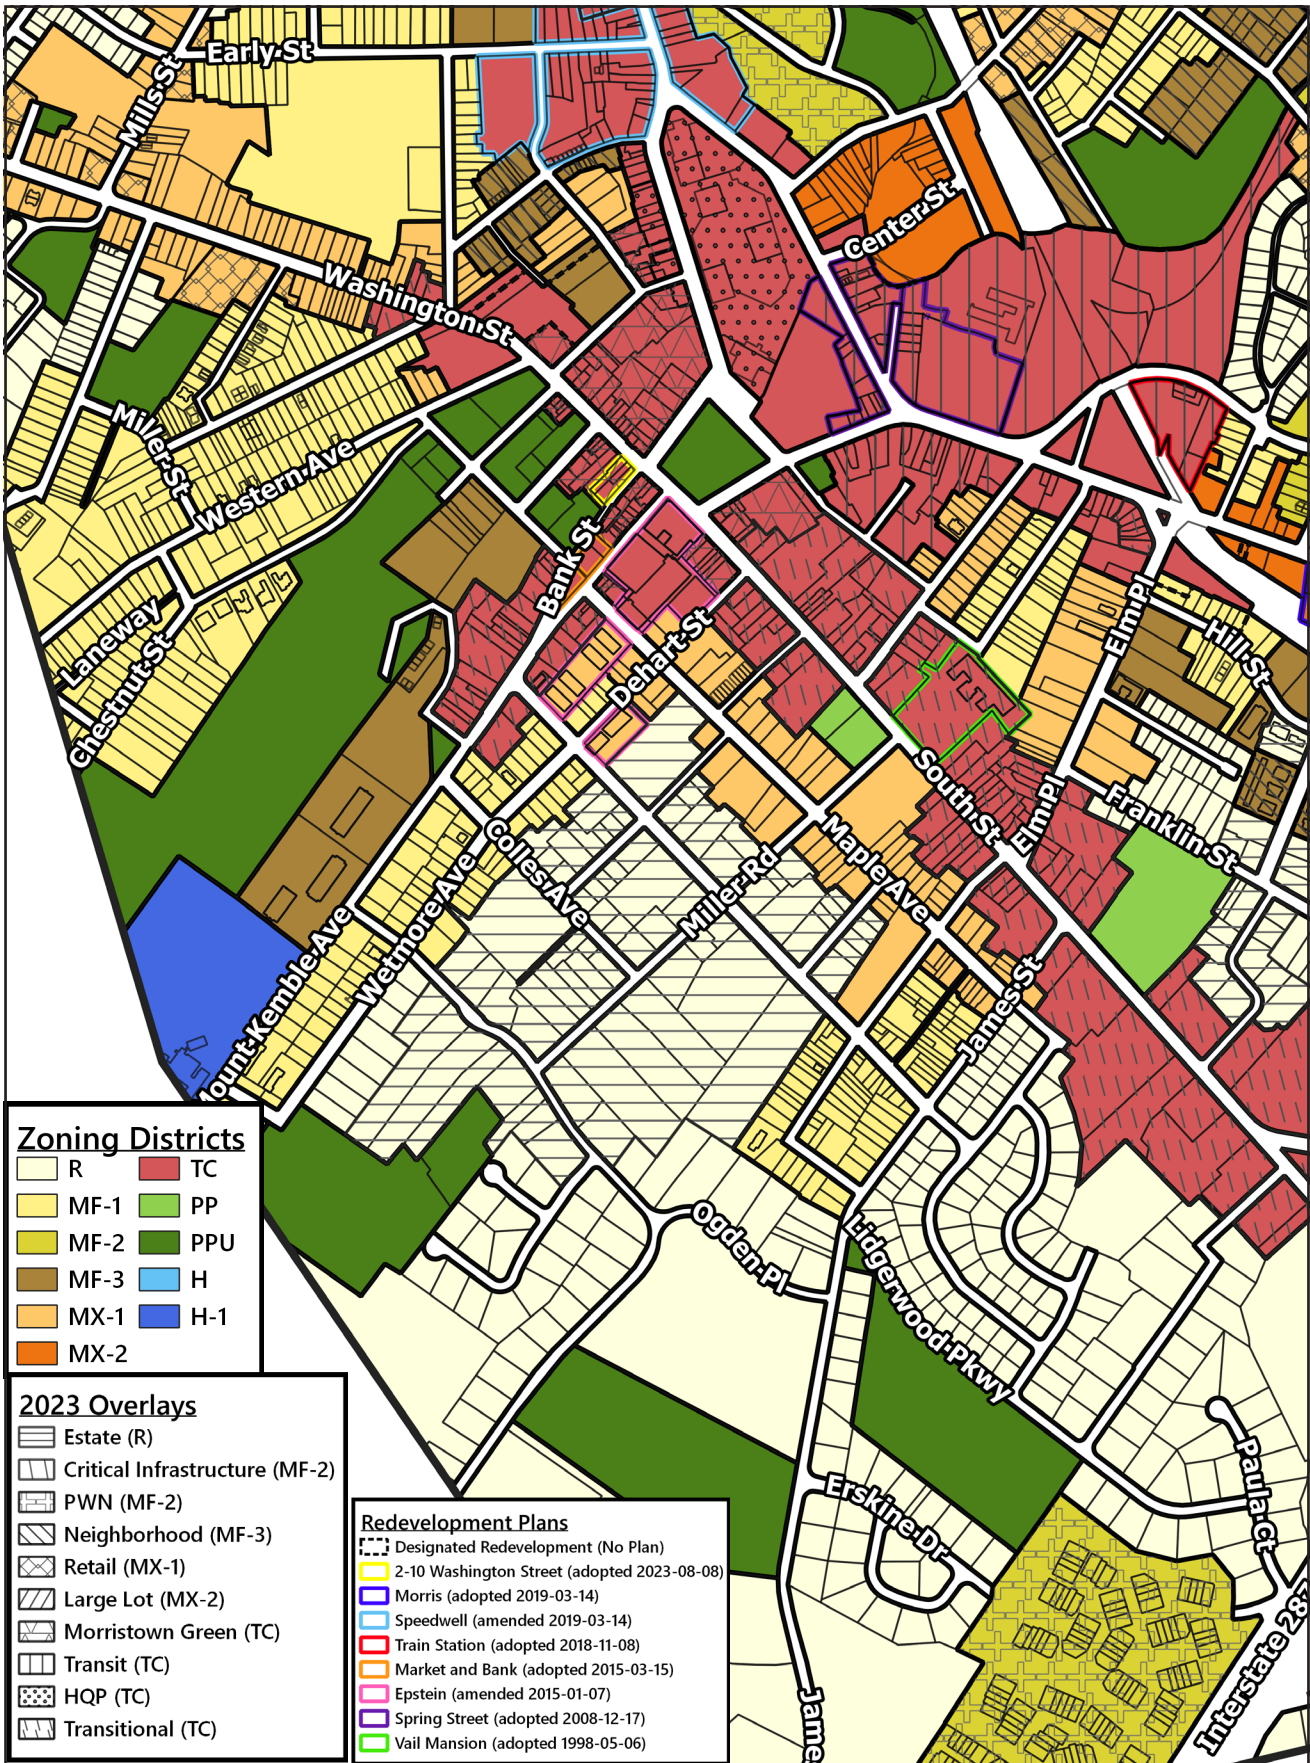 Early St
Mills St
Center St
Washington St
Miller St
Western Ave
Bank St
Laneway
Chestnut St
Dehart St
Elm Pl
Hill St
South St
Elm Pl
Franklin St
Colles Ave
Maple Ave
Miller Rd
Wetmore Ave
Mount Kemble Ave
James St
Ogden Pl
Lidgerwood Pkwy
Erskine Dr
Paula Ct
Interstate 287
Jame
Zoning Districts
R
TC
MF-1
PP
MF-2
PPU
MF-3
H
MX-1
H-1
MX-2
2023 Overlays
Estate (R)
Critical Infrastructure (MF-2)
PWN (MF-2)
Neighborhood (MF-3)
Retail (MX-1)
Large Lot (MX-2)
Morristown Green (TC)
Transit (TC)
HQP (TC)
Transitional (TC)
Redevelopment Plans
Designated Redevelopment (No Plan)
2-10 Washington Street (adopted 2023-08-08)
Morris (adopted 2019-03-14)
Speedwell (amended 2019-03-14)
Train Station (adopted 2018-11-08)
Market and Bank (adopted 2015-03-15)
Epstein (amended 2015-01-07)
Spring Street (adopted 2008-12-17)
Vail Mansion (adopted 1998-05-06)